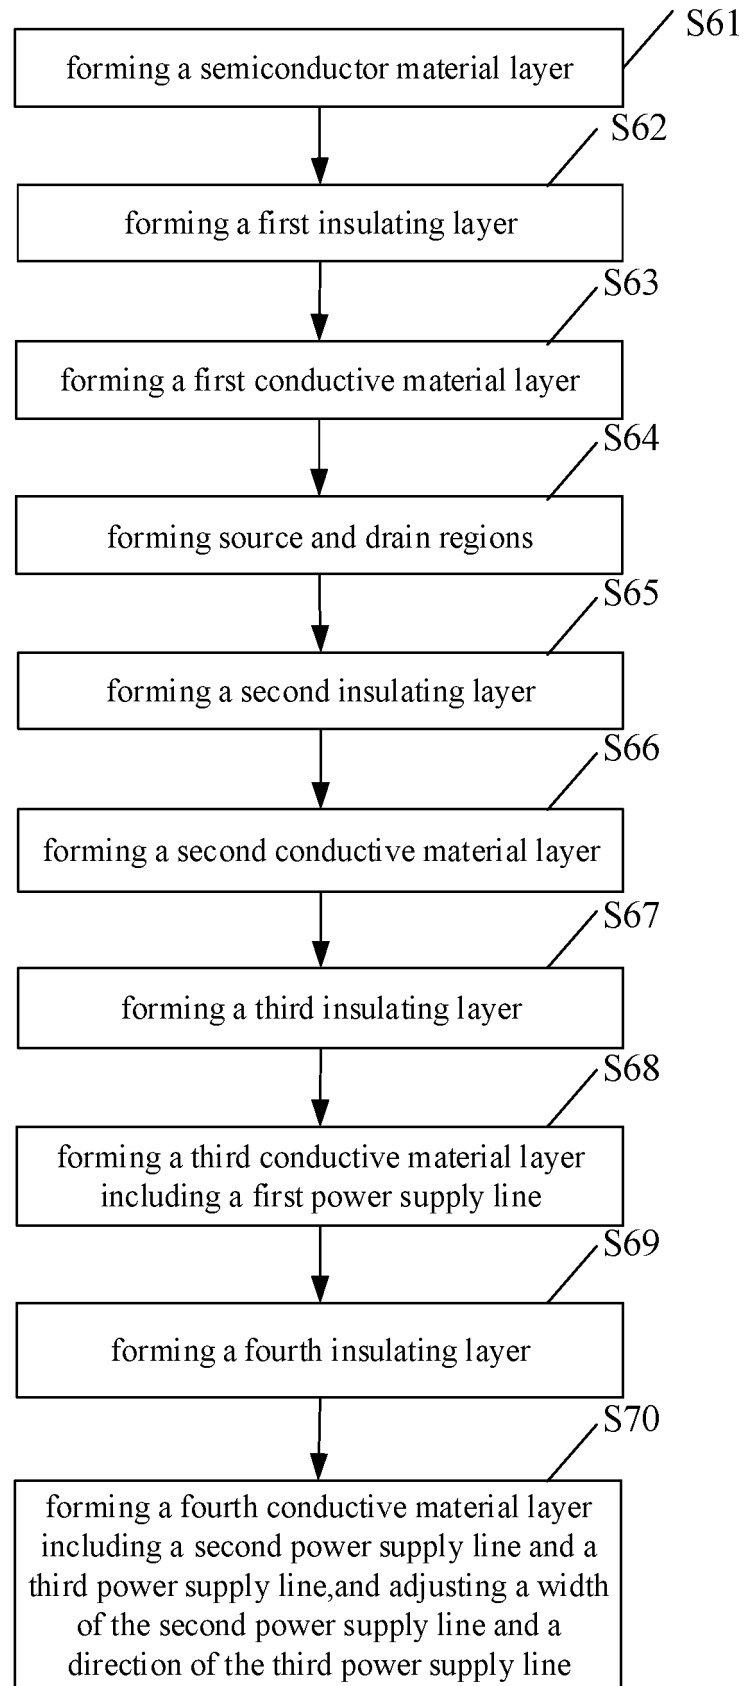 S61
forming a semiconductor material layer
S62
forming a first insulating layer
S63
forming a first conductive material layer
S64
forming source and drain regions
S65
forming a second insulating layer
S66
forming a second conductive material layer
S67
forming a third insulating layer
S68
forming a third conductive material layer
including a first power supply line
S69
forming a fourth insulating layer
S70
forming a fourth conductive material layer
including a second power supply line and a
third power supply line,and adjusting a width
of the second power supply line and a
direction of the third power supply line